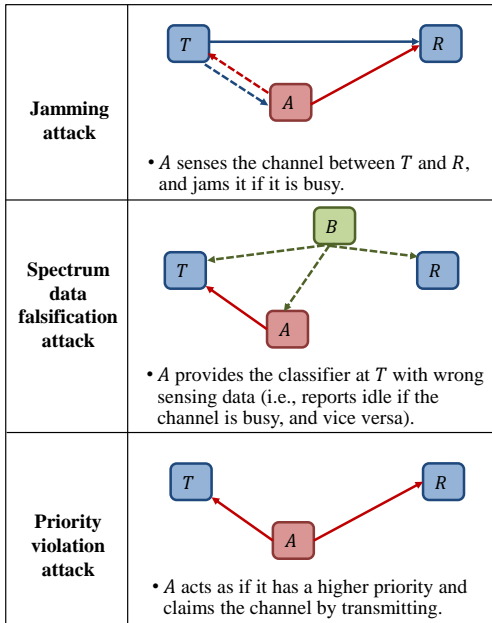 Jamming
attack
T
R
A
• A senses the channel between T and R,
and jams it if it is busy.
Spectrum
data
falsification
attack
B
T
R
A
• A provides the classifier at T with wrong
sensing data (i.e., reports idle if the
channel is busy, and vice versa).
Priority
violation
attack
T
R
A
• A acts as if it has a higher priority and
claims the channel by transmitting.